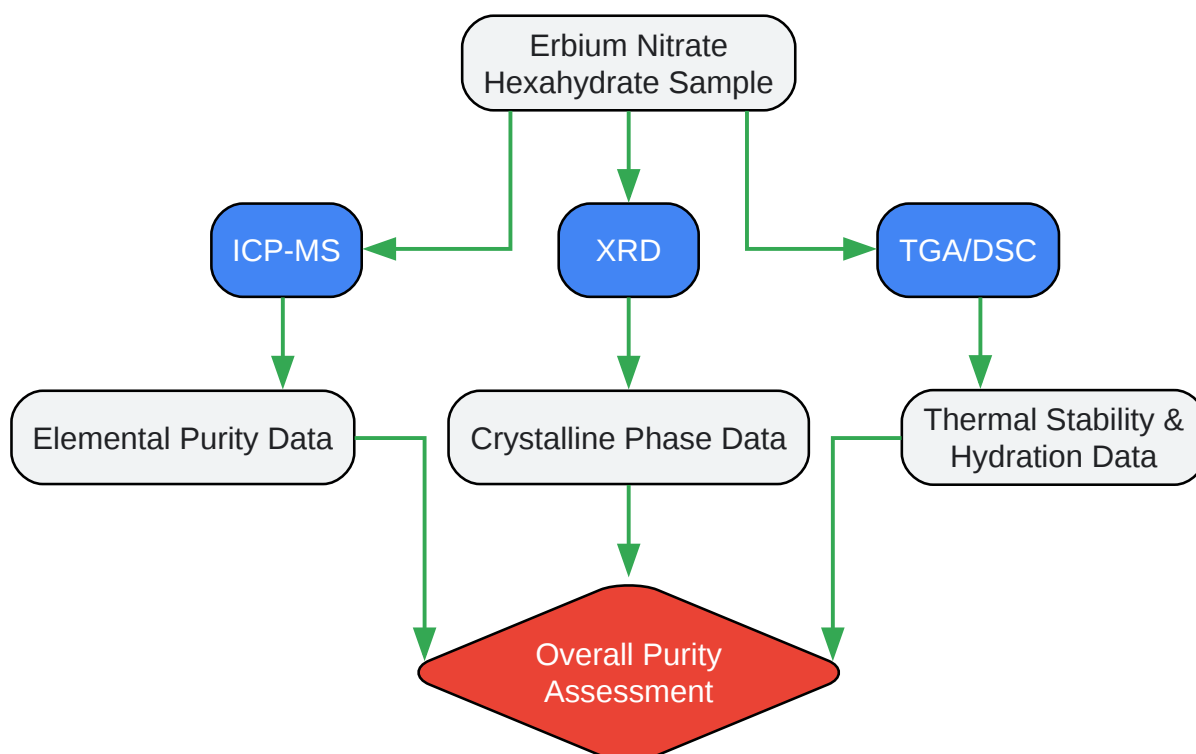 Erbium Nitrate
Hexahydrate Sample
ICP-MS
XRD
TGA/DSC
Elemental Purity Data
Crystalline Phase Data
Thermal Stability &
Hydration Data
Overall Purity
Assessment